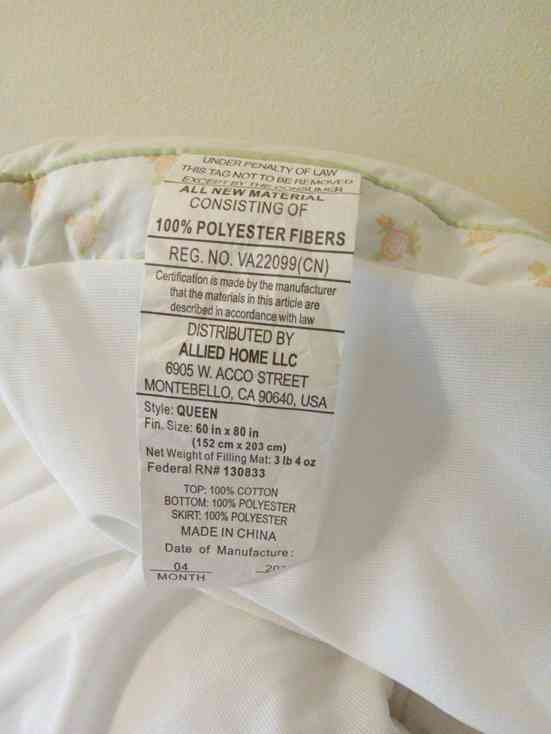 UNDER PENALTY OF LAW
THIS TAG NOT TO BE REMOVED
EXCEPT BY THE CONSUMER
ALL NEW MATERIAL
CONSISTING OF
100% POLYESTER FIBERS
REG. NO. VA22099(CN)
Certification is made by the manufacturer
that the materials in this article are
described in accordance with law
DISTRIBUTED BY
ALLIED HOME LLC
6905 W. ACCO STREET
MONTEBELLO, CA 90640, USA
Style: QUEEN
Fin. Size: 60 in x 80 in
(152 cm x 203 cm)
Net Weight of Filling Mat: 3 lb 4 oz
Federal RN# 130833
TOP: 100% COTTON
BOTTOM: 100% POLYESTER
SKIRT: 100% POLYESTER
MADE IN CHINA
Date of Manufacture:
04
MONTH